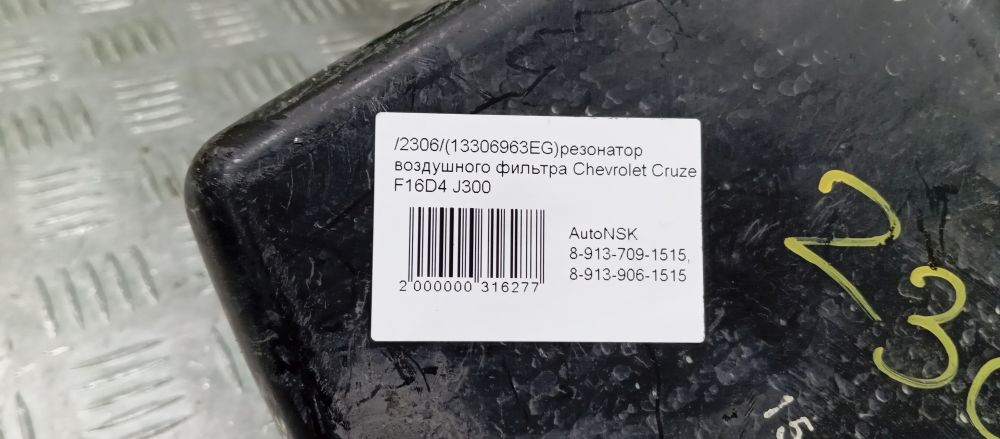 /2306/(13306963EG)резонатор
воздушного фильтра Chevrolet Cruze
F16D4 J300
AutoNSK
8-913-709-1515,
8-913-906-1515
2 000000 316277
23
15